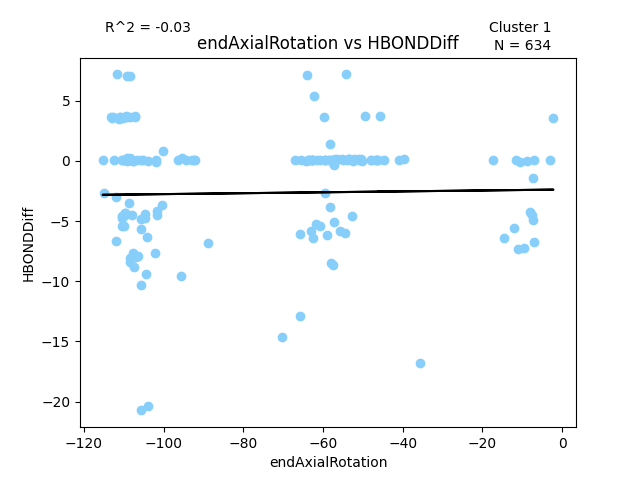 R^2 = -0.03
Cluster 1
endAxialRotation vs HBONDDiff
N = 634
5
0
−5
−10
−15
−20
HBONDDiff
−120
−100
−80
−60
−40
−20
0
endAxialRotation